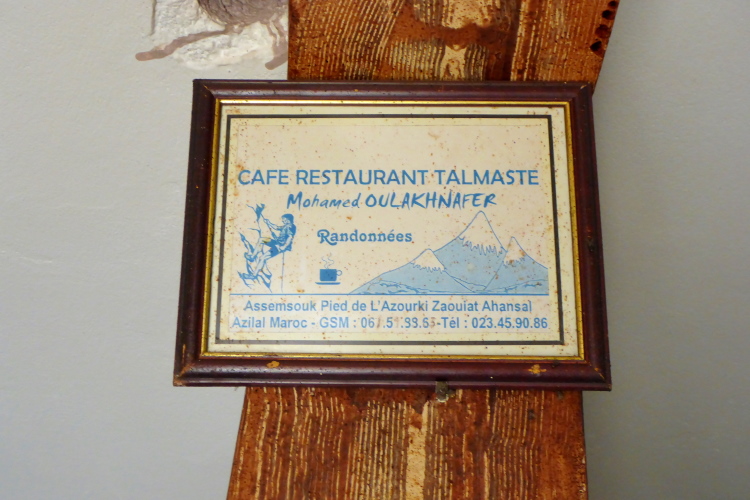 CAFE RESTAURANT TALMASTE
Mohamed OULAKHNAFER
Randonnées
Assemsouk Pied de L'Azourki Zaouiat Ahansal
Azilal Maroc - GSM : -Tél : 023.45.90.86